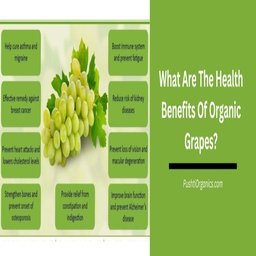 Help cure asthma and
migraine
Boost immune system
and prevent fatigue
Effective remedy against
breast cancer
Reduce risk of kidney
diseases
Prevent heart attacks and
lowers cholesterol levels
Prevent loss of vision and
macular degeneration
Strengthen bones and
prevent onset of
osteoporosis
Provide relief from
constipation and
indigestion
Improve brain function
and prevent Alzheimer's
disease
What Are The Health
Benefits Of Organic
Grapes?
PushtiOrganics.com